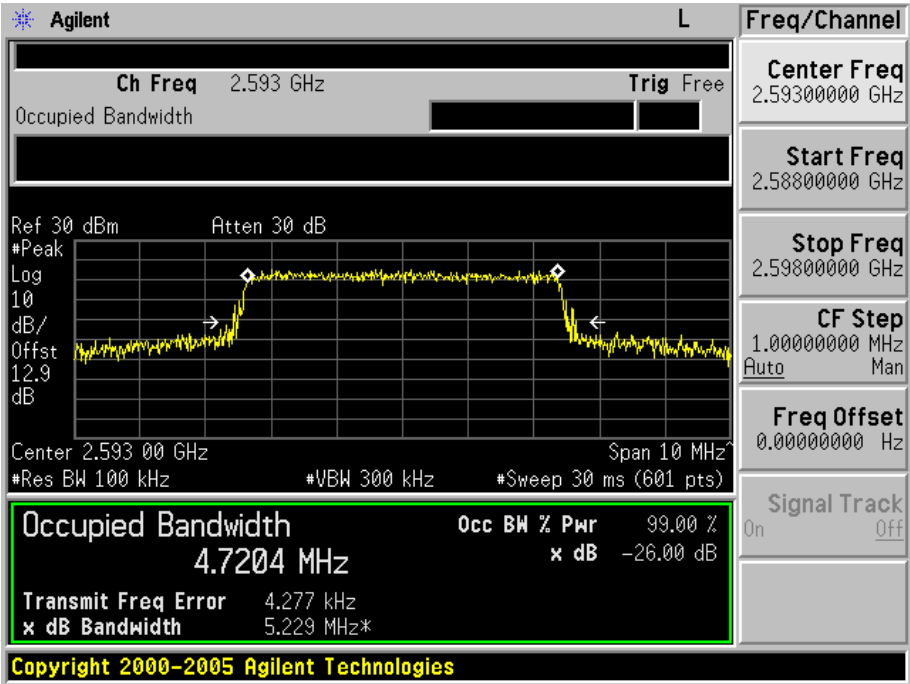 Agilent L Freq/Channel
Ch Freq 2.593 GHz Trig Free
Occupied Bandwidth
Center Freq
2.59300000 GHz
Start Freq
2.58800000 GHz
Stop Freq
2.59800000 GHz
CF Step
1.00000000 MHz
Auto Man
Freq Offset
0.00000000 Hz
Signal Track
On Off
Ref 30 dBm Atten 30 dB
#Peak
Log
10
dB/
Offst
12.9
dB
Center 2.593 00 GHz Span 10 MHz^
#Res BW 100 kHz #VBW 300 kHz #Sweep 30 ms (601 pts)
Occupied Bandwidth
4.7204 MHz
Occ BW % Pwr 99.00 %
x dB -26.00 dB
Transmit Freq Error 4.277 kHz
x dB Bandwidth 5.229 MHz*
Copyright 2000-2005 Agilent Technologies